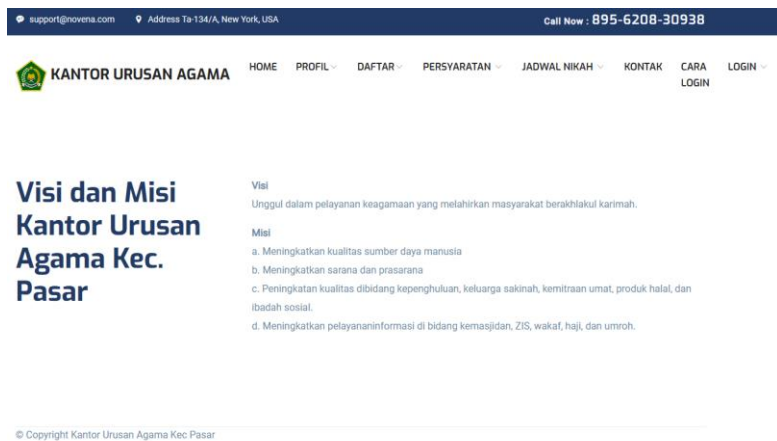 support@novena.com Address Ta-134/A, New York, USA Call Now : 895-6208-30938
KANTOR URUSAN AGAMA HOME PROFIL DAFTAR PERSYARATAN JADWAL NIKAH KONTAK CARA LOGIN LOGIN
Visi dan Misi
Kantor Urusan
Agama Kec.
Pasar
Visi
Unggul dalam pelayanan keagamaan yang melahirkan masyarakat berakhlakul karimah.
Misi
a. Meningkatkan kualitas sumber daya manusia
b. Meningkatkan sarana dan prasarana
c. Peningkatan kualitas dibidang kepenghuluan, keluarga sakinah, kemitraan umat, produk halal, dan
ibadah sosial.
d. Meningkatkan pelayananinformasi di bidang kemasjidan, ZIS, wakaf, haji, dan umroh.
© Copyright Kantor Urusan Agama Kec Pasar